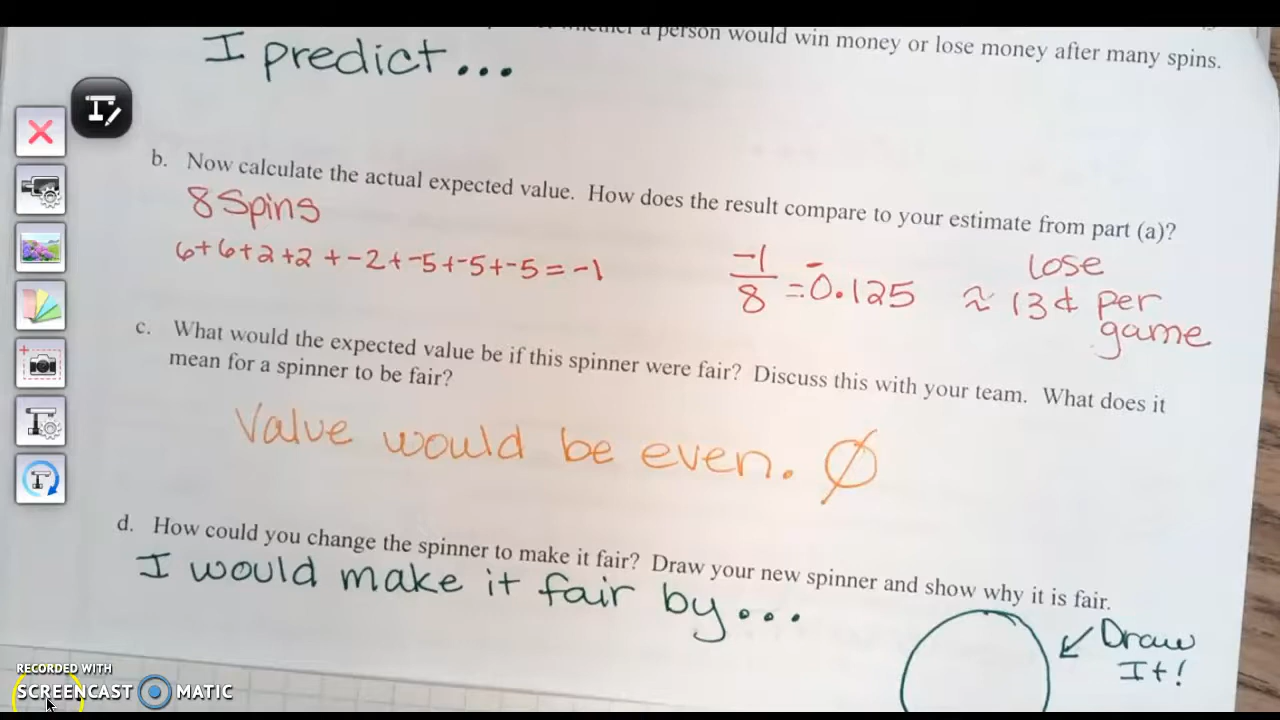 whether a person would win money or lose money after many spins.
I predict...
b. Now calculate the actual expected value. How does the result compare to your estimate from part (a)?
8 Spins
6+6+2+2+-2+-5+-5+-5=-1
-1/8 = -0.125
lose
≈ 13¢ per
game
c. What would the expected value be if this spinner were fair? Discuss this with your team. What does it
mean for a spinner to be fair?
Value would be even. Ø
d. How could you change the spinner to make it fair? Draw your new spinner and show why it is fair.
I would make it fair by...
↙ Draw
It!
RECORDED WITH
SCREENCAST MATIC